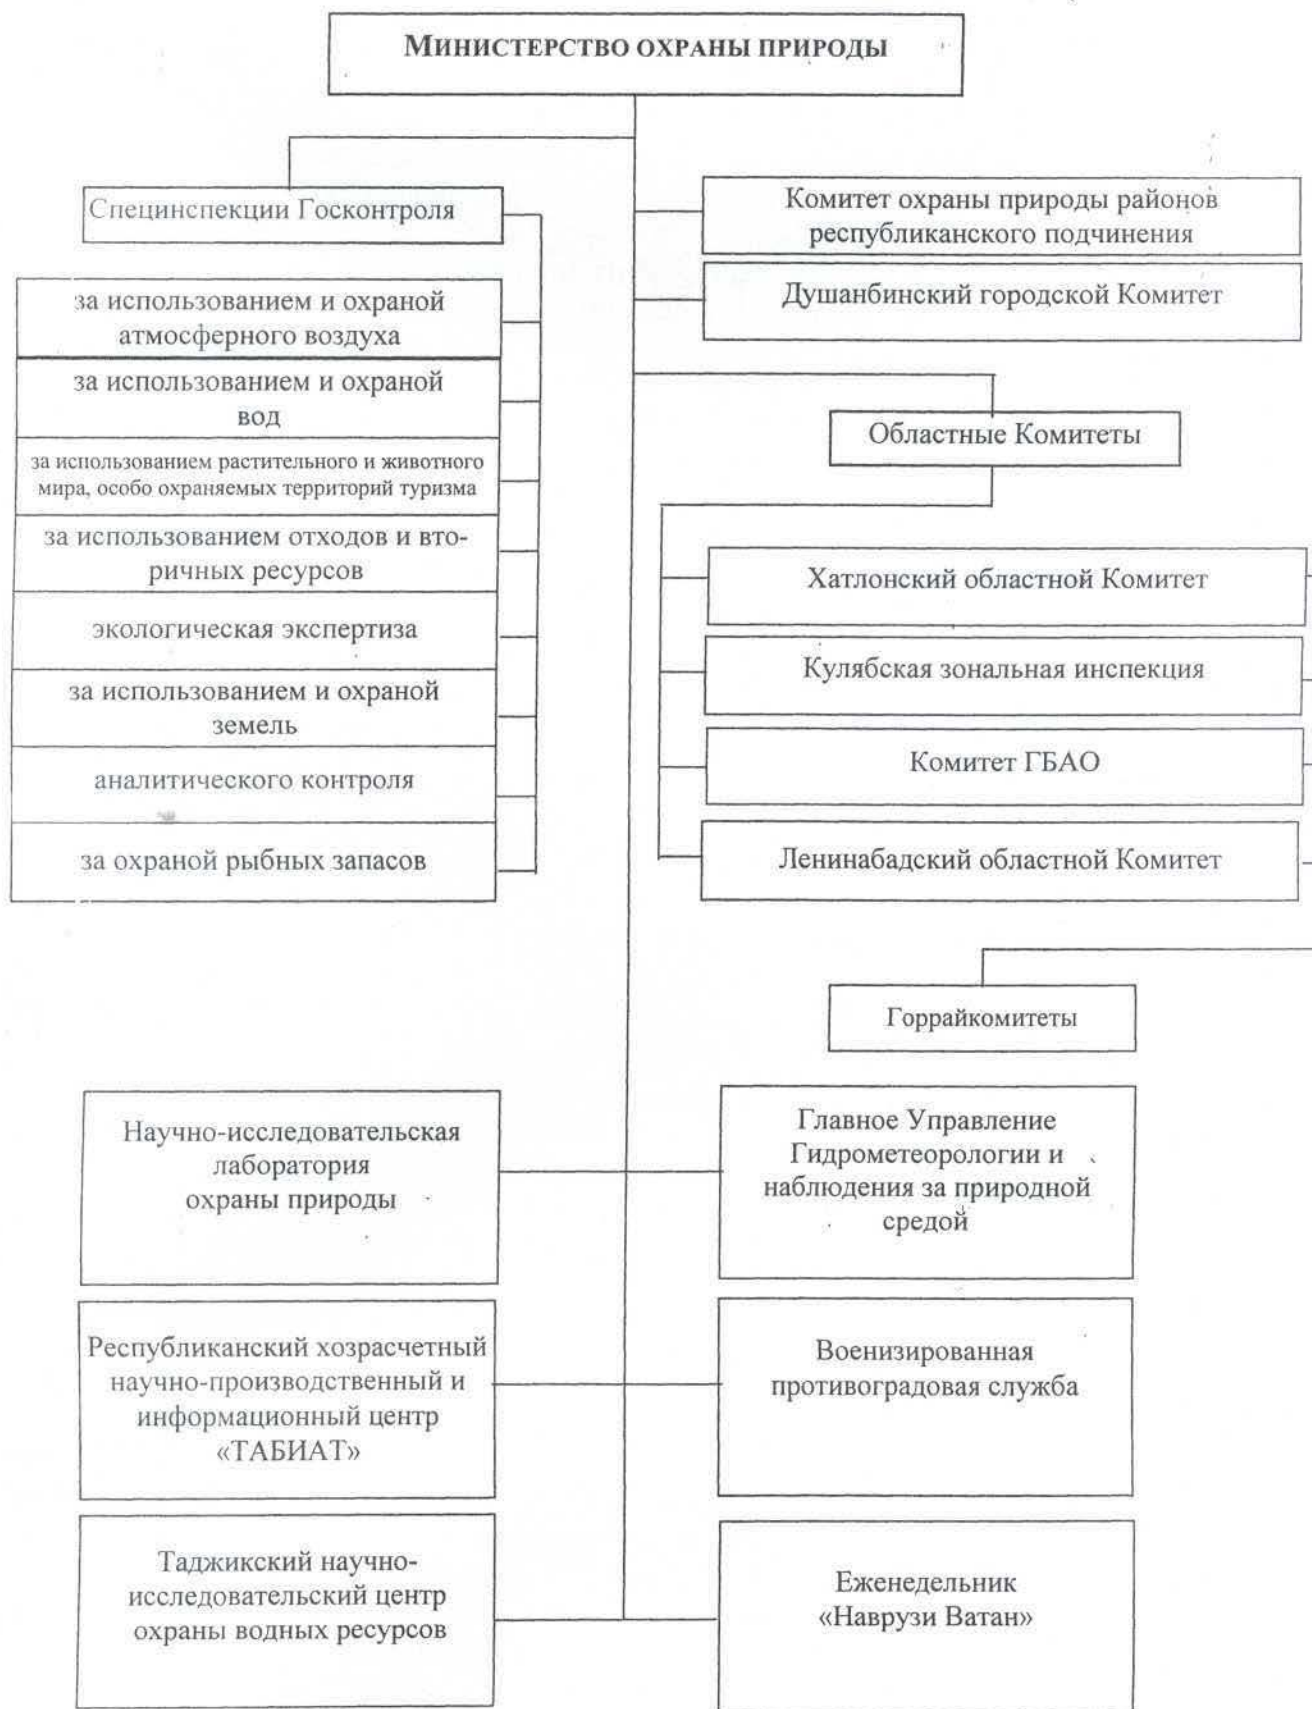 МИНИСТЕРСТВО ОХРАНЫ ПРИРОДЫ
Специнспекции Госконтроля
за использованием и охраной
атмосферного воздуха
за использованием и охраной
вод
за использованием растительного и животного
мира, особо охраняемых территорий туризма
за использованием отходов и вто-
ричных ресурсов
экологическая экспертиза
за использованием и охраной
земель
аналитического контроля
за охраной рыбных запасов
Комитет охраны природы районов
республиканского подчинения
Душанбинский городской Комитет
Областные Комитеты
Хатлонский областной Комитет
Кулябская зональная инспекция
Комитет ГБАО
Ленинабадский областной Комитет
Горрайкомитеты
Научно-исследовательская
лаборатория
охраны природы
Главное Управление
Гидрометеорологии и
наблюдения за природной
средой
Республиканский хозрасчетный
научно-производственный и
информационный центр
«ТАБИАТ»
Военизированная
противоградовая служба
Таджикский научно-
исследовательский центр
охраны водных ресурсов
Еженедельник
«Наврузи Ватан»